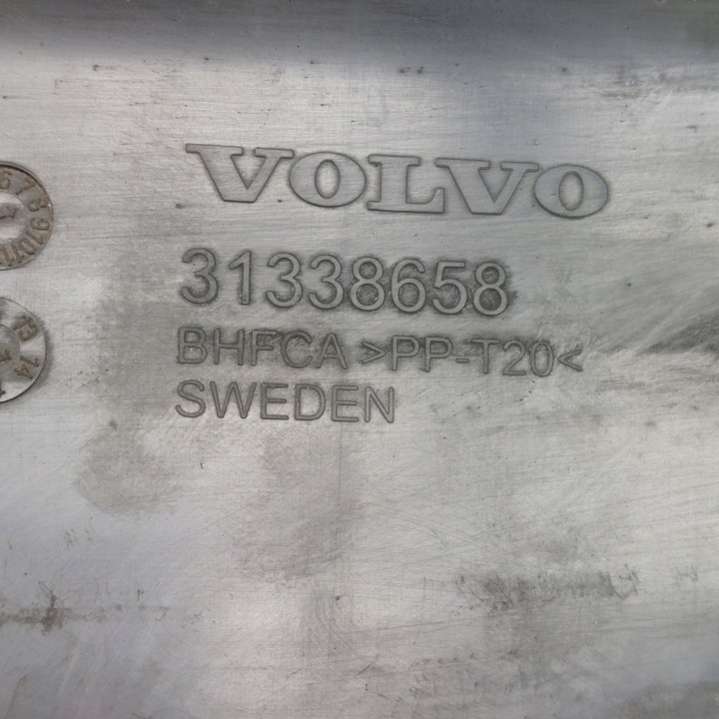 VOLVO
31338658
BHFCA >PP-T20<
SWEDEN